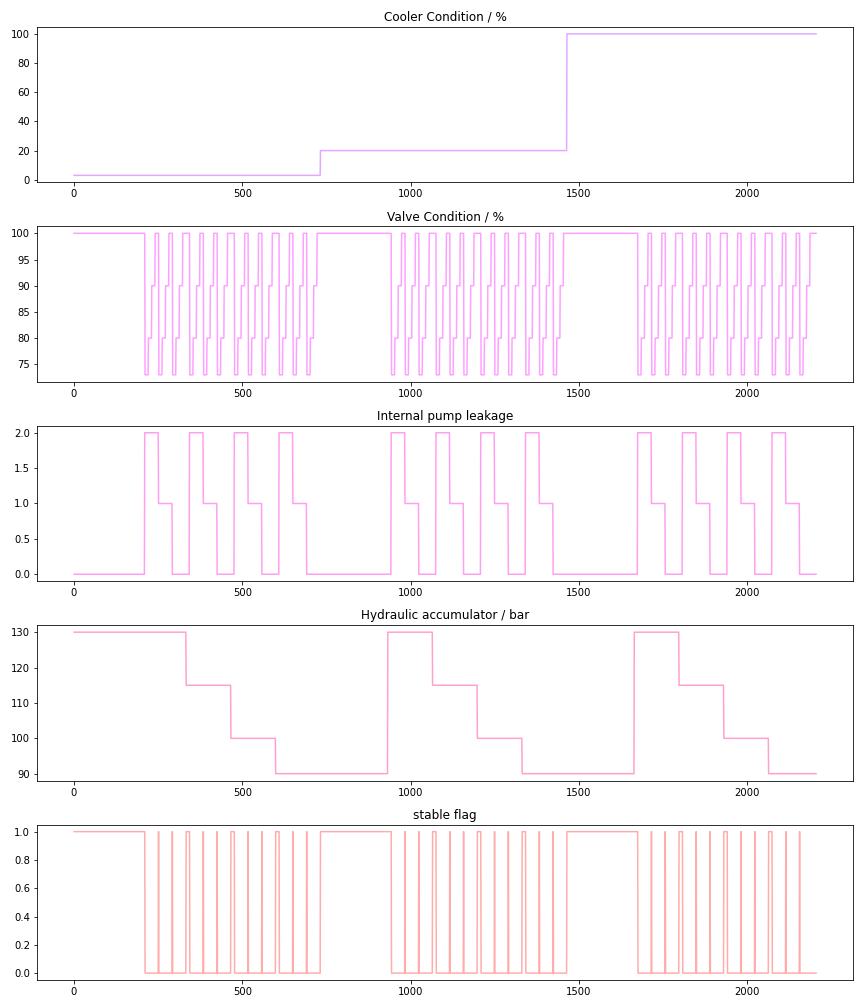 Cooler Condition / %
100
80
60
40
20
0
0 500 1000 1500 2000
Valve Condition / %
100
95
90
85
80
75
0 500 1000 1500 2000
Internal pump leakage
2.0
1.5
1.0
0.5
0.0
0 500 1000 1500 2000
Hydraulic accumulator / bar
130
120
110
100
90
0 500 1000 1500 2000
stable flag
1.0
0.8
0.6
0.4
0.2
0.0
0 500 1000 1500 2000